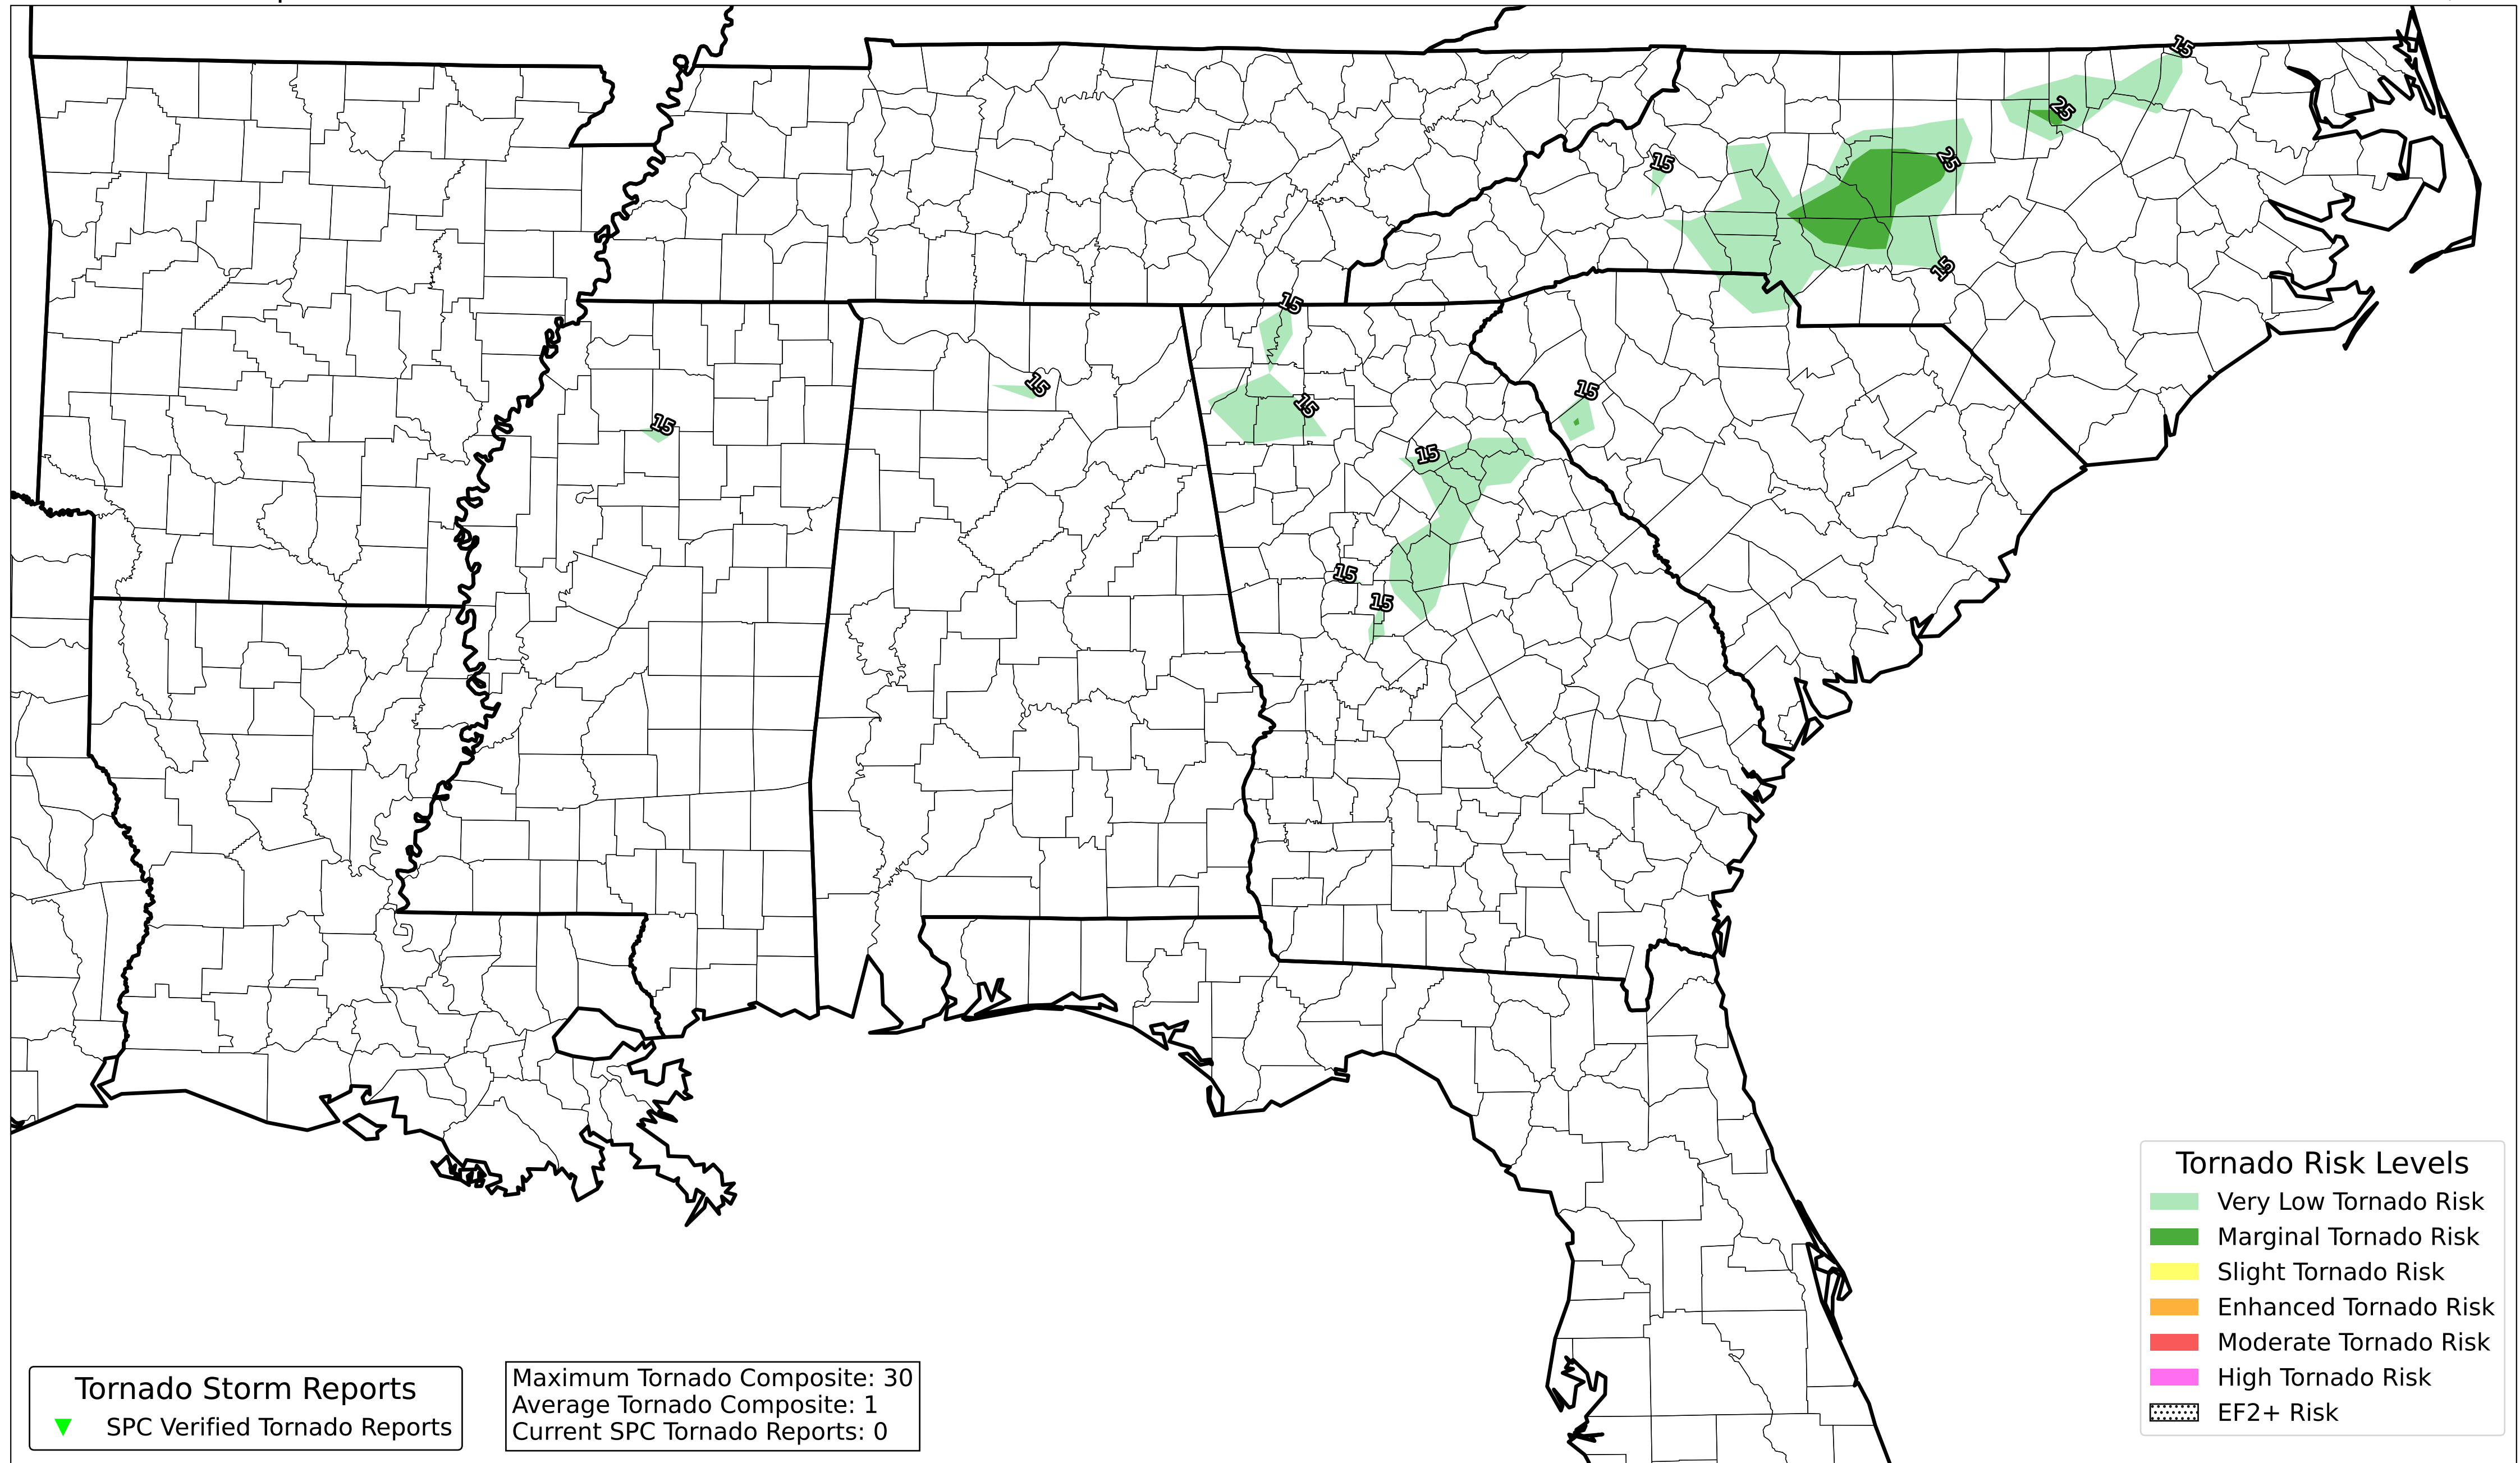 15
25
25
15
15
15
15
15
15
15
15
15
15
Tornado Risk Levels
Very Low Tornado Risk
Marginal Tornado Risk
Slight Tornado Risk
Enhanced Tornado Risk
Moderate Tornado Risk
High Tornado Risk
EF2+ Risk
Tornado Storm Reports
SPC Verified Tornado Reports
Maximum Tornado Composite: 30
Average Tornado Composite: 1
Current SPC Tornado Reports: 0